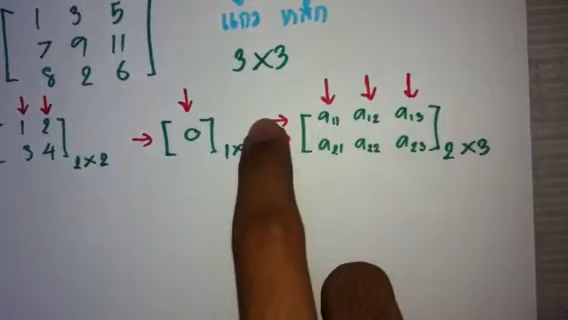 1 3 5
7 9 11
8 2 6
แถว หลัก
3×3
1 2
3 4
2×2
[0]
1×
a₁₁ a₁₂ a₁₃
a₂₁ a₂₂ a₂₃
2×3